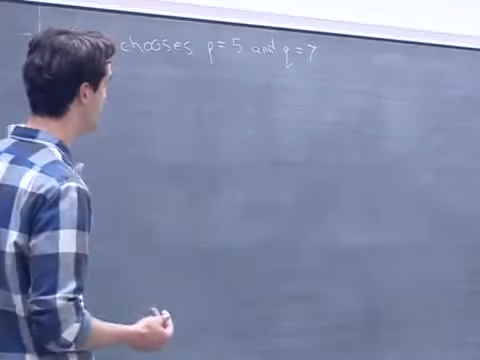 chooses p = 5 and q = 7